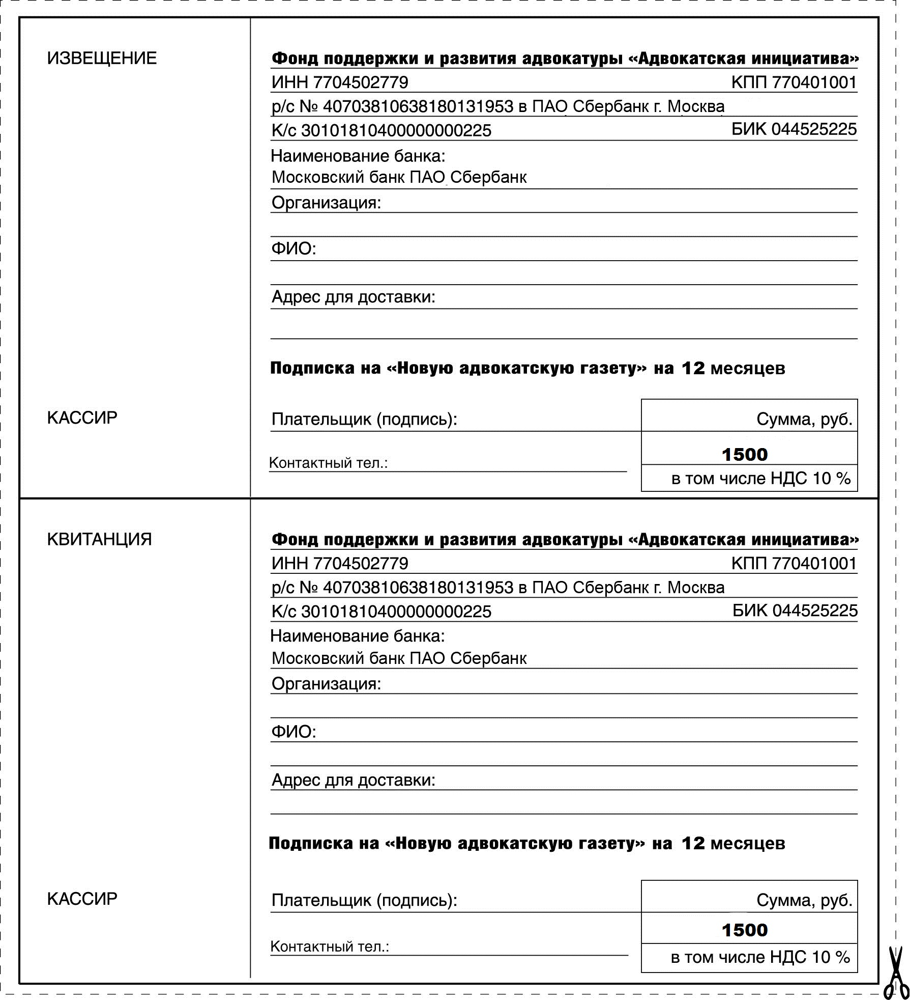 ИЗВЕЩЕНИЕ
Фонд поддержки и развития адвокатуры «Адвокатская инициатива»
ИНН 7704502779 КПП 770401001
р/с № 40703810638180131953 в ПАО Сбербанк г. Москва
К/с 30101810400000000225 БИК 044525225
Наименование банка:
Московский банк ПАО Сбербанк
Организация:
ФИО:
Адрес для доставки:
Подписка на «Новую адвокатскую газету» на 12 месяцев
КАССИР
Плательщик (подпись): Сумма, руб.
1500
Контактный тел.:
в том числе НДС 10 %
КВИТАНЦИЯ
Фонд поддержки и развития адвокатуры «Адвокатская инициатива»
ИНН 7704502779 КПП 770401001
р/с № 40703810638180131953 в ПАО Сбербанк г. Москва
К/с 30101810400000000225 БИК 044525225
Наименование банка:
Московский банк ПАО Сбербанк
Организация:
ФИО:
Адрес для доставки:
Подписка на «Новую адвокатскую газету» на 12 месяцев
КАССИР
Плательщик (подпись): Сумма, руб.
1500
Контактный тел.:
в том числе НДС 10 %